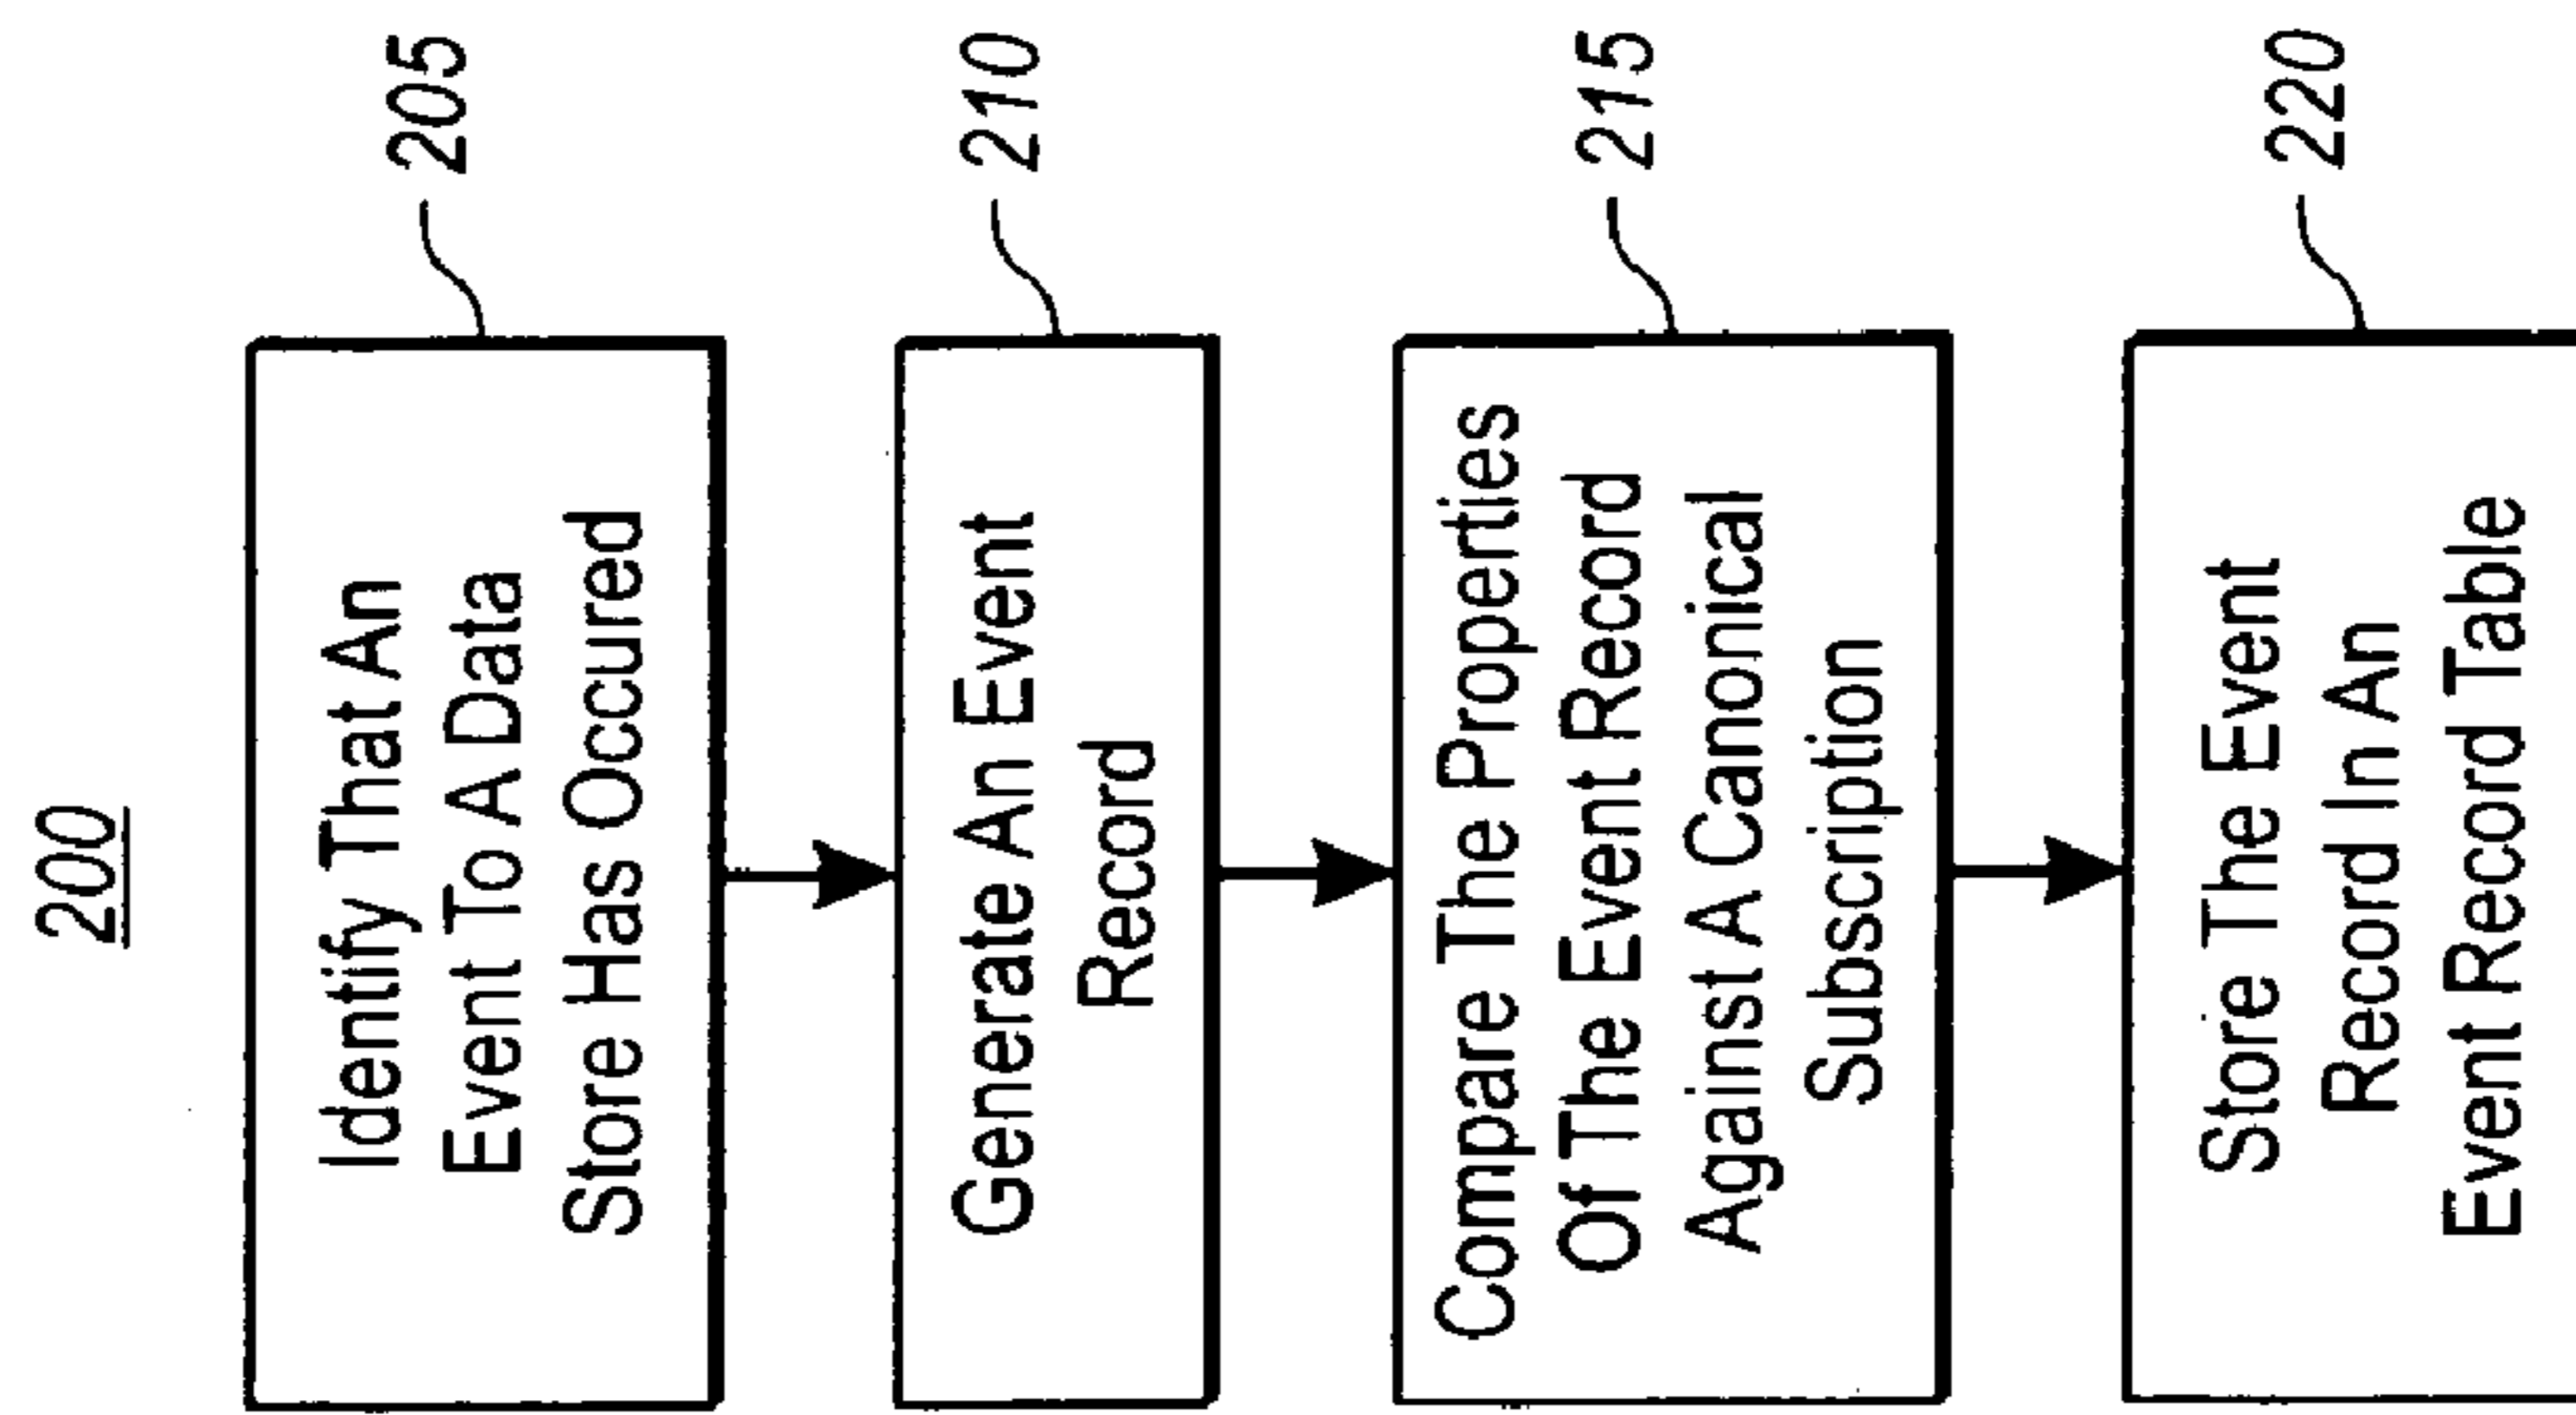 200
Identify That An
Event To A Data
Store Has Occured
205
Generate An Event
Record
210
Compare The Properties
Of The Event Record
Against A Canonical
Subscription
215
Store The Event
Record In An
Event Record Table
220